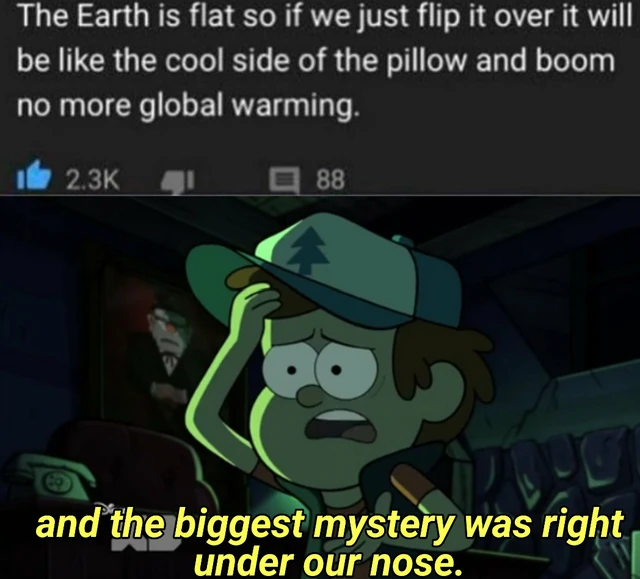 The Earth is flat so if we just flip it over it will
be like the cool side of the pillow and boom
no more global warming.
2.3K 88
and the biggest mystery was right
under our nose.